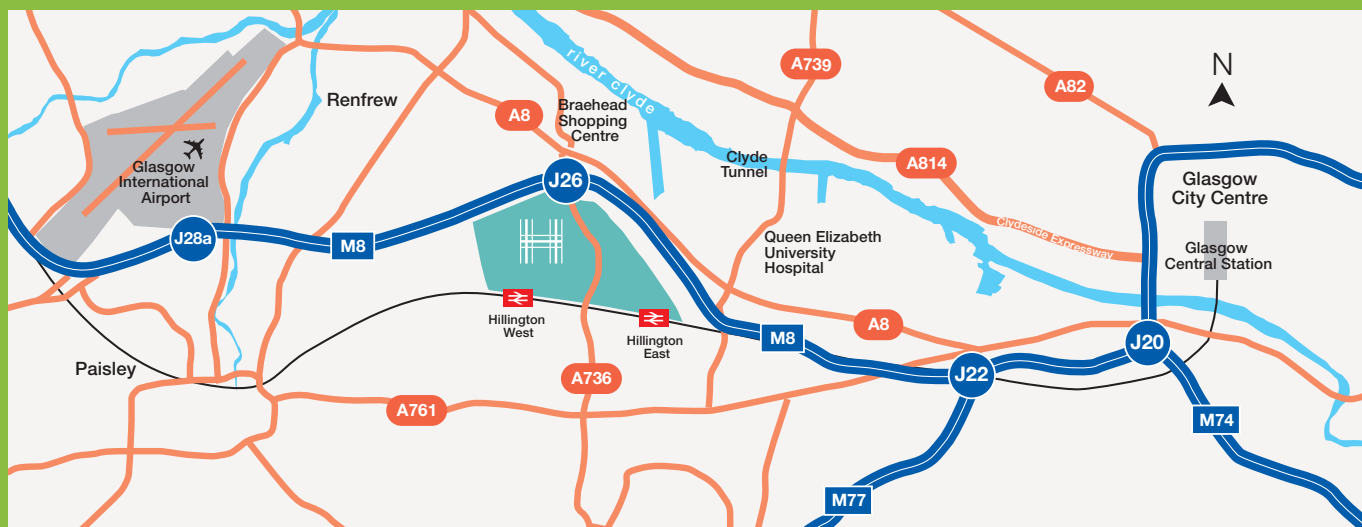 river clyde
A739
A82
N
Renfrew
A8
Braehead
Shopping
Centre
Clyde
Tunnel
A814
Glasgow
International
Airport
J26
Glasgow
City Centre
J28a
M8
Clydeside Expressway
Queen Elizabeth
University
Hospital
Glasgow
Central Station
Hillington
West
Hillington
East
M8
A8
J20
Paisley
J22
A736
A761
M74
M77